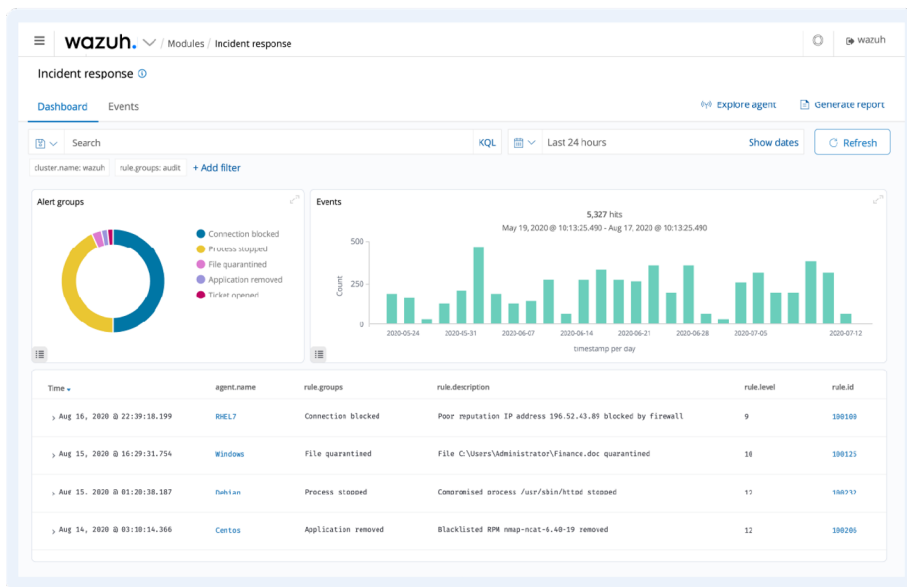 wazuh. / Modules / Incident response
wazuh
Incident response
Dashboard Events
Explore agent Generate report
Search KQL Last 24 hours Show dates Refresh
cluster.name: wazuh rule.groups: audit + Add filter
Alert groups
Connection blocked
Process stopped
File quarantined
Application removed
Ticket opened
Events
5,327 hits
May 19, 2020 @ 10:13:25.490 - Aug 17, 2020 @ 10:13:25.490
Count
500
250
0
2020-05-24 2020-I5-31 2020-06-07 2020-06-14 2020-06-21 2020-06-28 2020-07-05 2020-07-12
timestamp per day
Time agent.name rule.groups rule.description rule.level rule.id
Aug 16, 2020 @ 22:39:18.199 RHEL7 Connection blocked Poor reputation IP address 196.52.43.89 blocked by firewall 9 100100
Aug 15, 2020 @ 16:29:31.754 Windows File quarantined File C:\Users\Administrator\Finance.doc quarantined 10 100125
Aug 15, 2020 @ 01:20:38.187 Debian Process stopped Compromised process /usr/sbin/httpd stopped 12 100232
Aug 14, 2020 @ 03:10:14.366 Centos Application removed Blacklisted RPM nmap-ncat-6.40-19 removed 12 100206